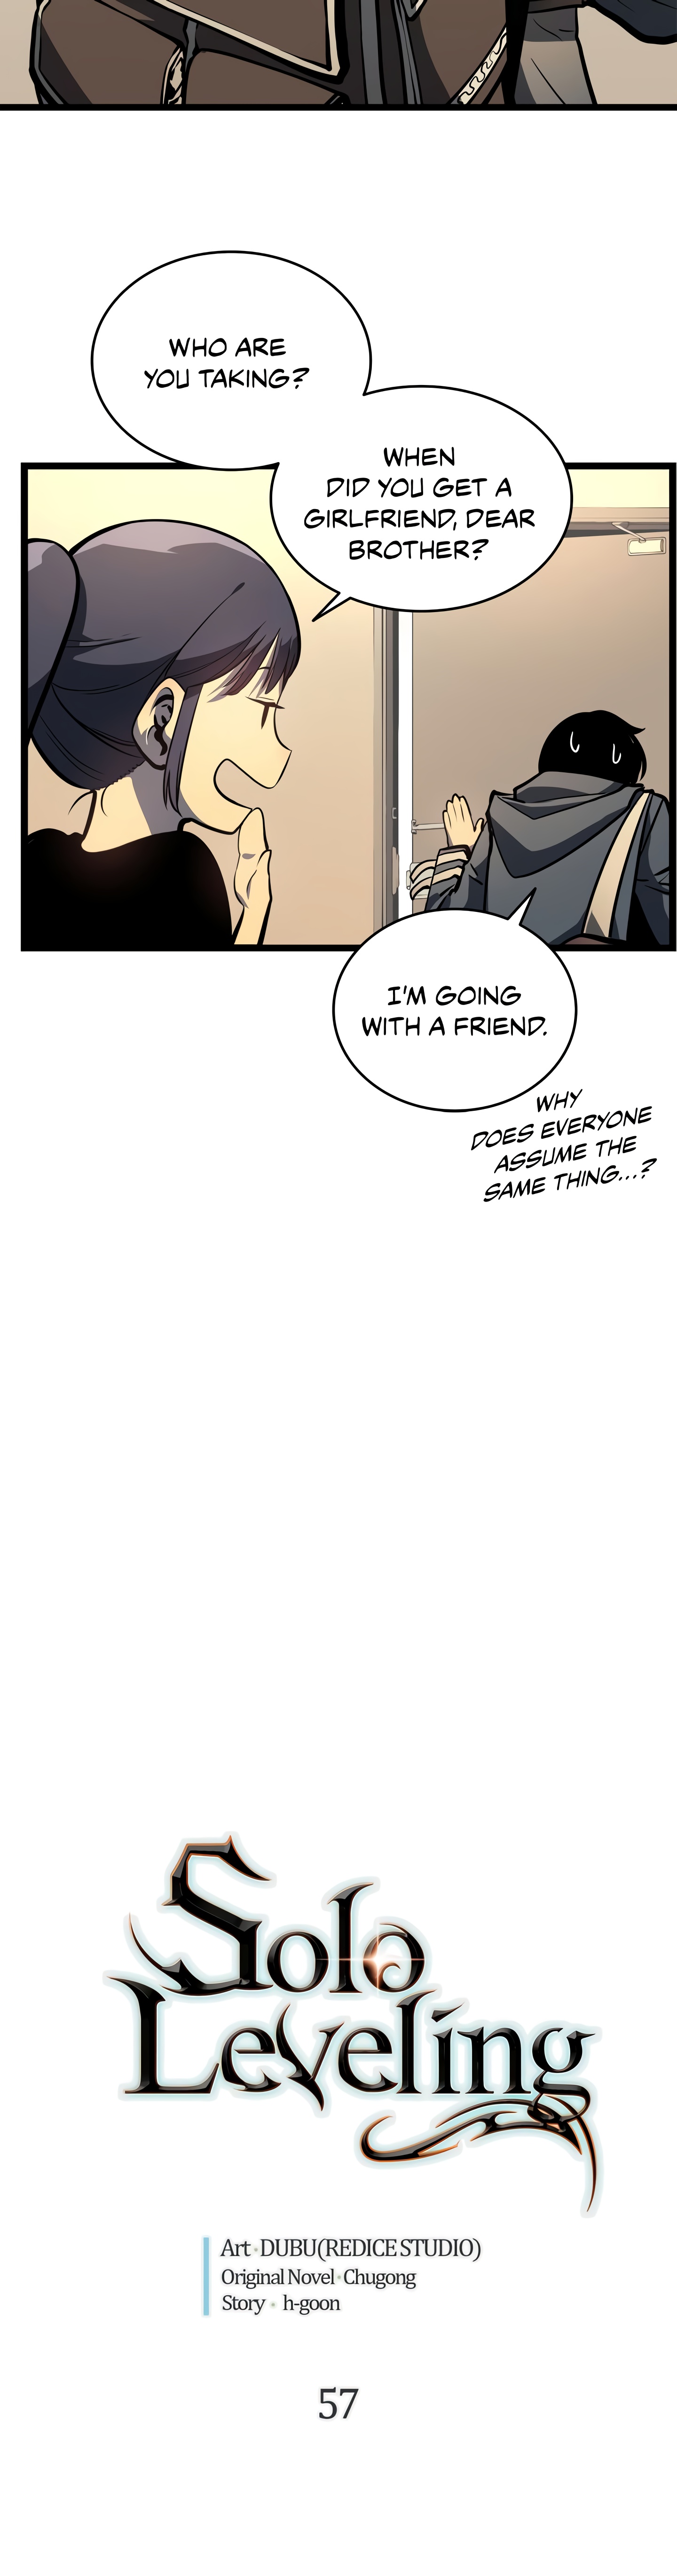 WHO ARE
YOU TAKING?
WHEN
DID YOU GET A
GIRLFRIEND, DEAR
BROTHER?
I'M GOING
WITH A FRIEND.
WHY
DOES EVERYONE
ASSUME THE
SAME THING...?
Solo
Leveling
Art • DUBU(REDICE STUDIO)
Original Novel • Chugong
Story • h-goon
57